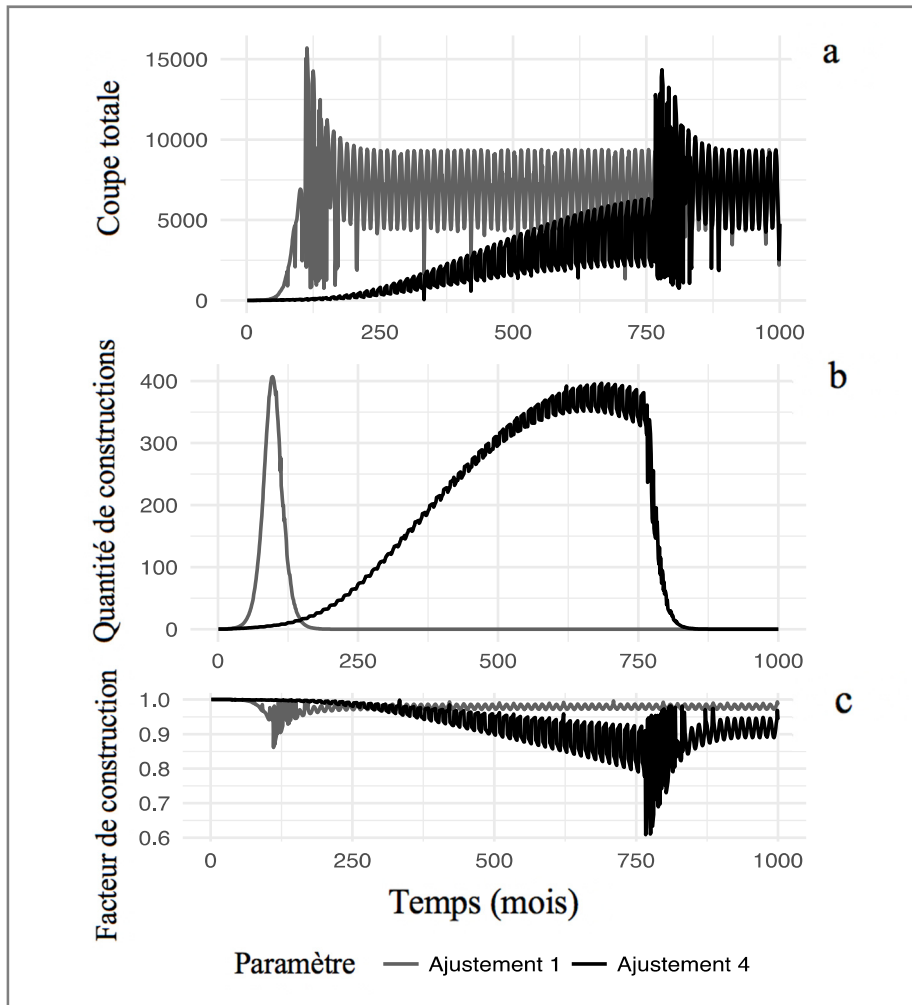 a
Coupe totale
15000
10000
5000
0
0 250 500 750 1000
b
Quantité de constructions
400
300
200
100
0
0 250 500 750 1000
c
Facteur de construction
1.0
0.9
0.8
0.7
0.6
0 250 500 750 1000
Temps (mois)
Paramètre Ajustement 1 Ajustement 4